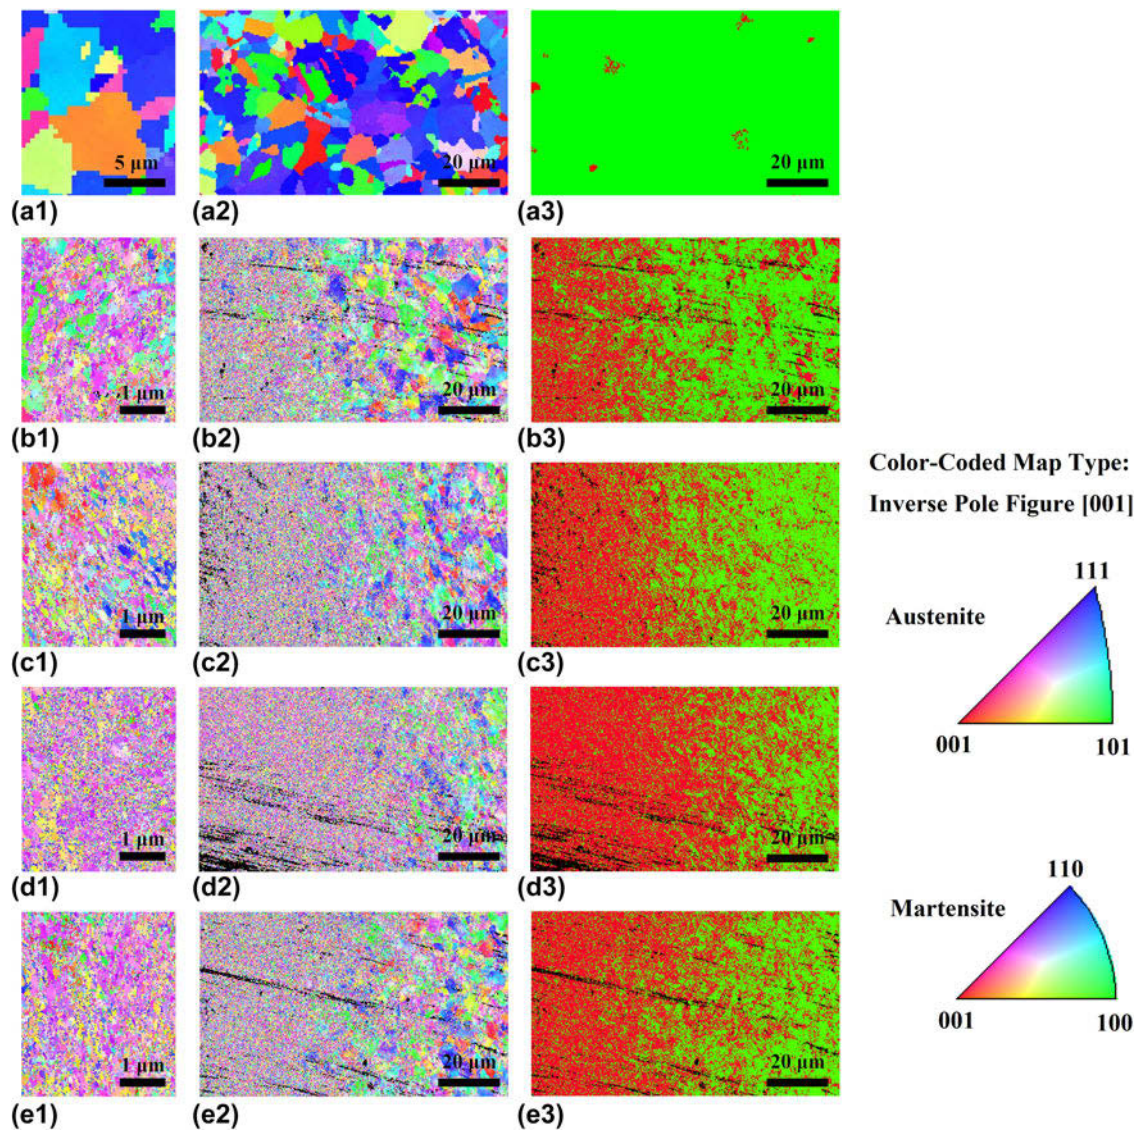 5 µm 20 µm 20 µm
(a1) (a2) (a3)
1 µm 20 µm 20 µm
(b1) (b2) (b3)
Color-Coded Map Type:
Inverse Pole Figure [001]
1 µm 20 µm 20 µm
(c1) (c2) (c3)
111
Austenite
001 101
1 µm 20 µm 20 µm
(d1) (d2) (d3)
110
Martensite
001 100
1 µm 20 µm 20 µm
(e1) (e2) (e3)